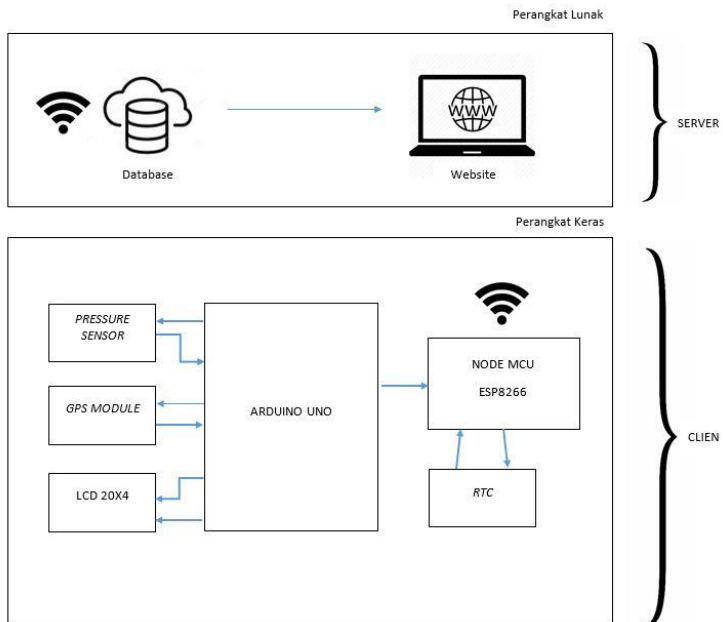 Perangkat Lunak
WWW
Database
Website
SERVER
Perangkat Keras
PRESSURE
SENSOR
GPS MODULE
LCD 20X4
ARDUINO UNO
NODE MCU
ESP8266
RTC
CLIEN